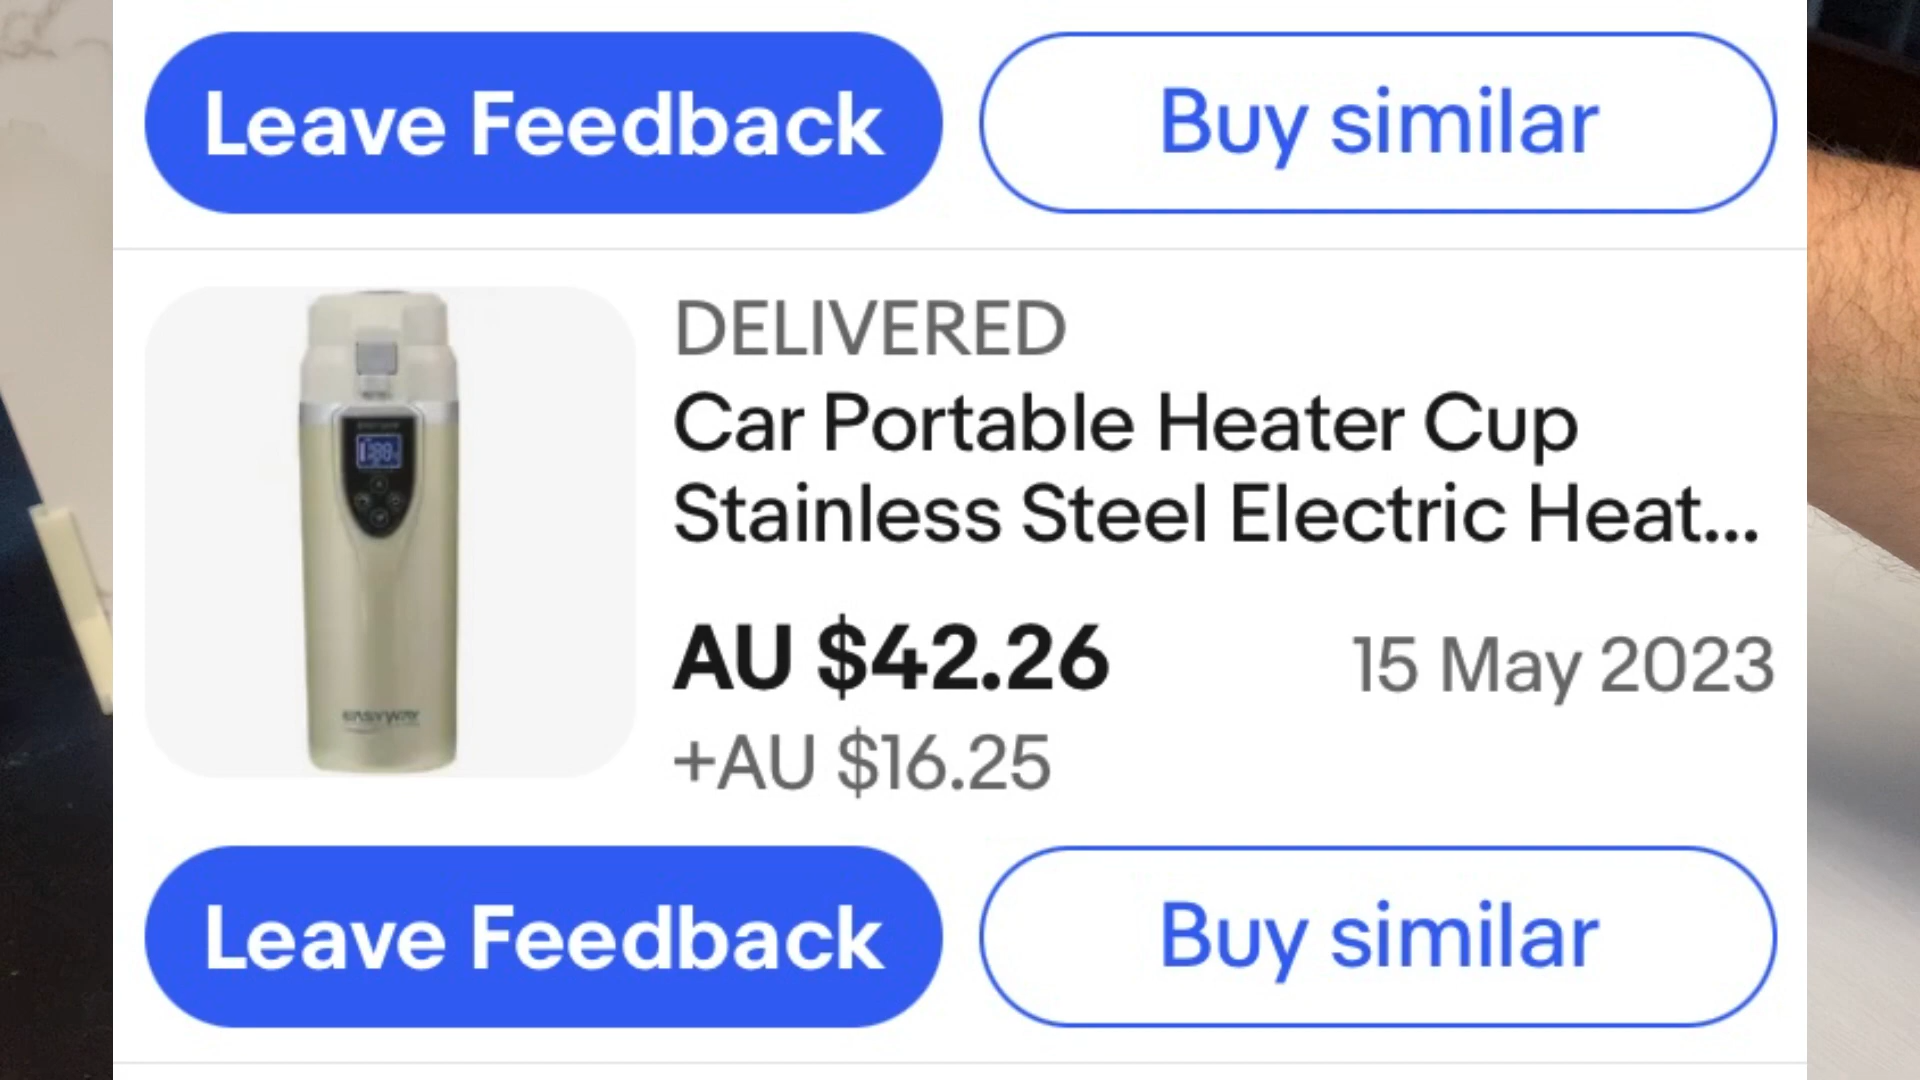 Leave Feedback
Buy similar
DELIVERED
Car Portable Heater Cup
Stainless Steel Electric Heat...
AU $42.26
15 May 2023
+AU $16.25
EASYWAY
Leave Feedback
Buy similar